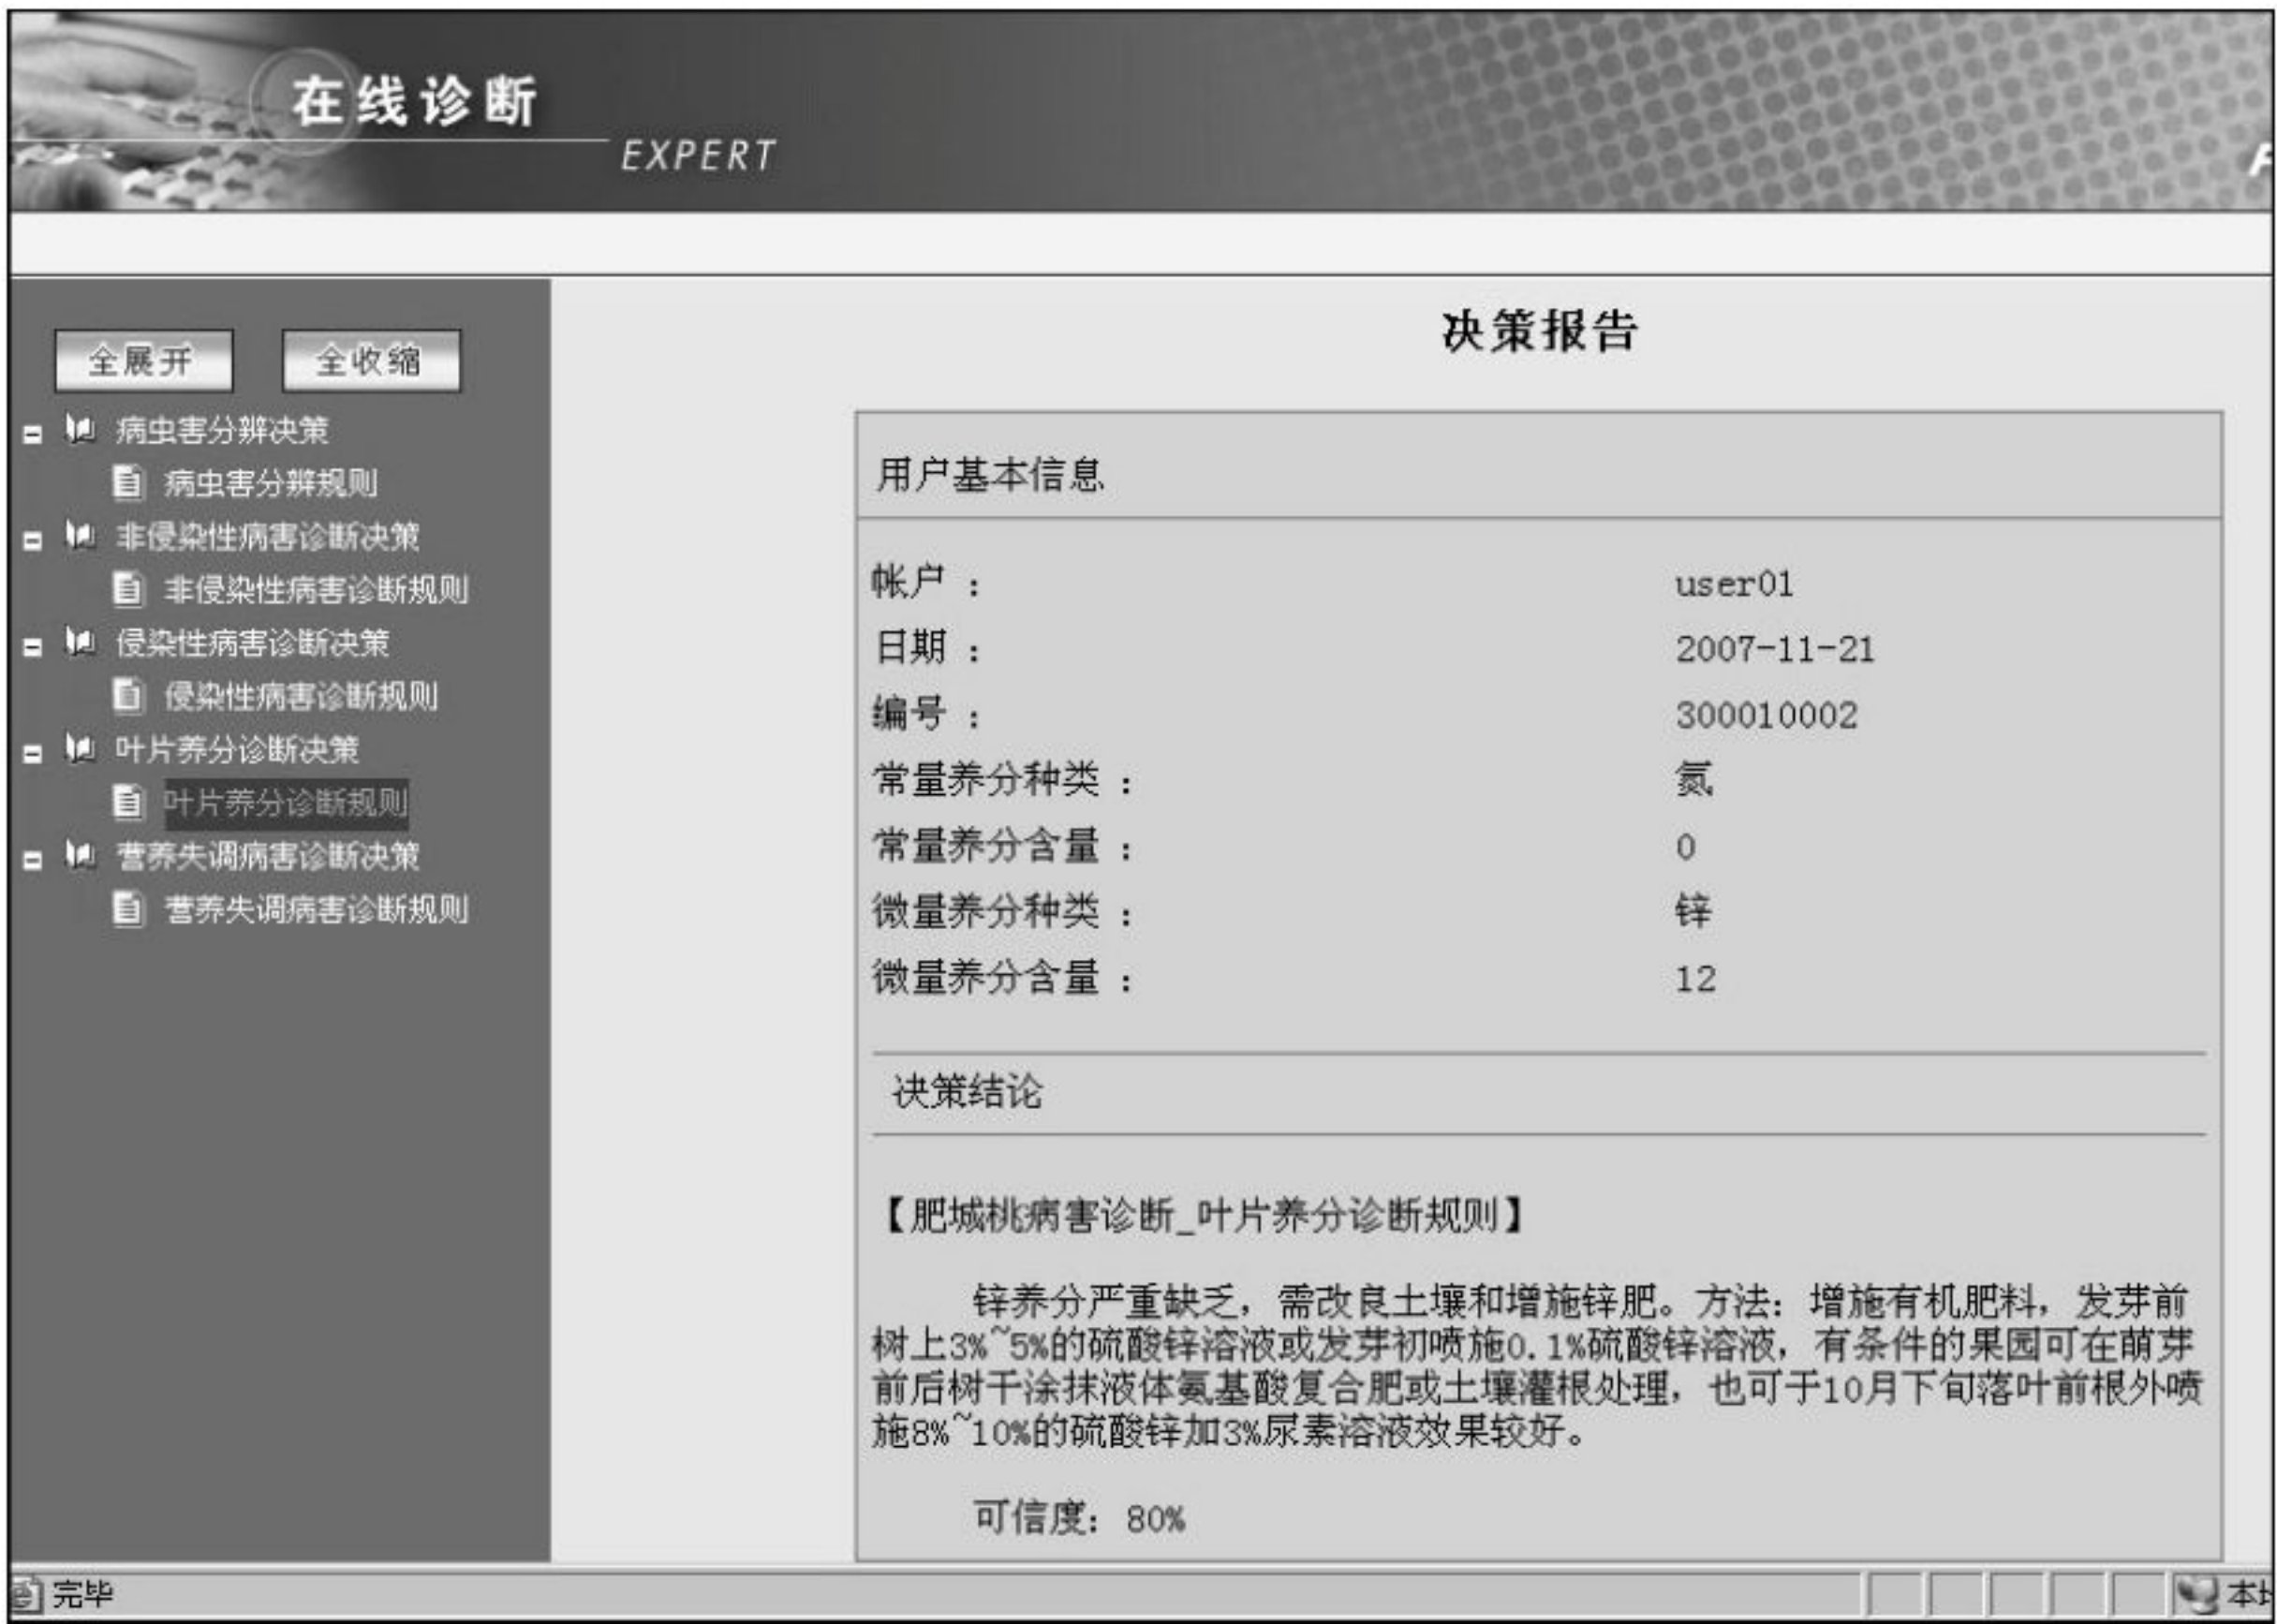 在线诊断
EXPERT
全展开 全收缩
病虫害分辨决策
病虫害分辨规则
非侵染性病害诊断决策
非侵染性病害诊断规则
侵染性病害诊断决策
侵染性病害诊断规则
叶片养分诊断决策
叶片养分诊断规则
营养失调病害诊断决策
营养失调病害诊断规则
决策报告
用户基本信息
帐户 : user01
日期 : 2007-11-21
编号 : 300010002
常量养分种类 : 氮
常量养分含量 : 0
微量养分种类 : 锌
微量养分含量 : 12
决策结论
【肥城桃病害诊断_叶片养分诊断规则】
锌养分严重缺乏，需改良土壤和增施锌肥。方法：增施有机肥料，发芽前
树上3%~5%的硫酸锌溶液或发芽初喷施0.1%硫酸锌溶液，有条件的果园可在萌芽
前后树干涂抹液体氨基酸复合肥或土壤灌根处理，也可于10月下旬落叶前根外喷
施8%~10%的硫酸锌加3%尿素溶液效果较好。
可信度：80%
完毕
本